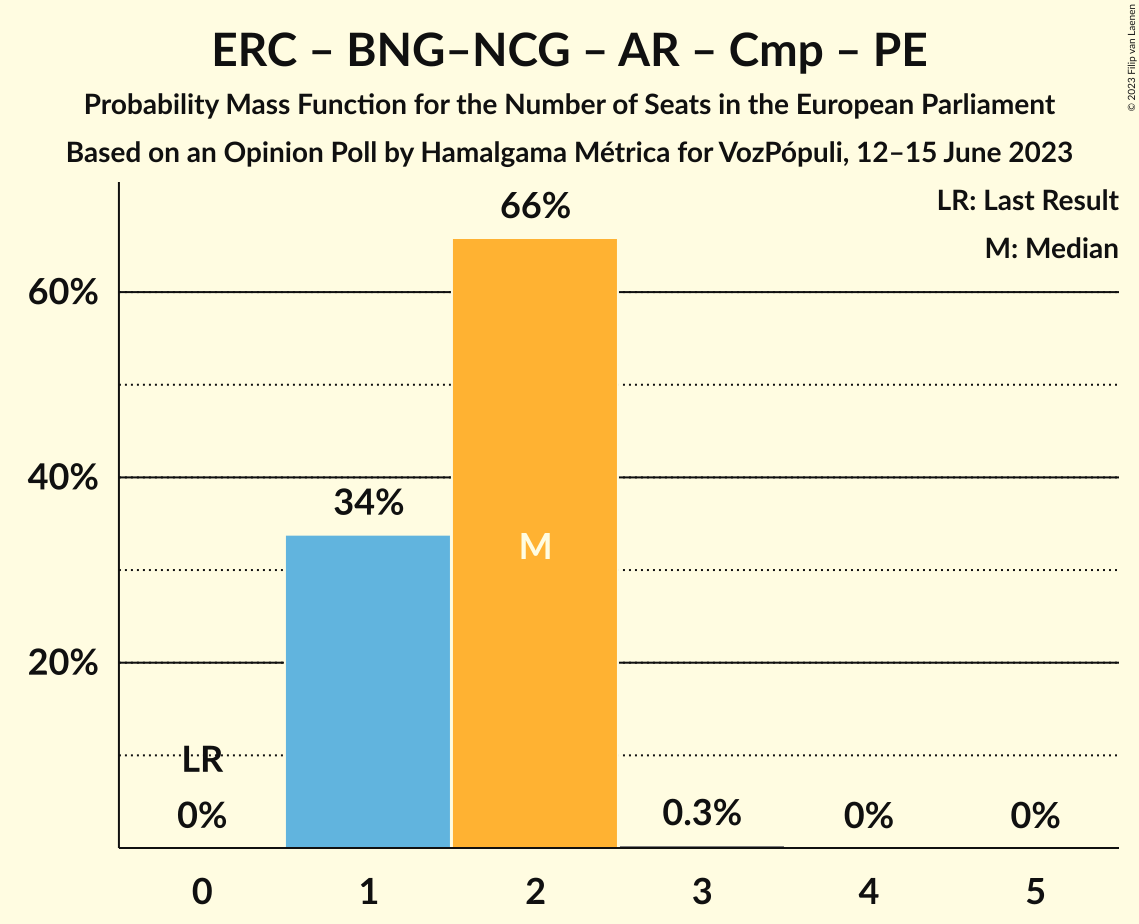 ERC – BNG–NCG – AR – Cmp – PE
Probability Mass Function for the Number of Seats in the European Parliament
Based on an Opinion Poll by Hamalgama Métrica for VozPópuli, 12–15 June 2023
© 2023 Filip van Laenen
LR: Last Result
M: Median
66%
60%
40%
34%
M
20%
LR
0%
0.3%
0%
0%
0 1 2 3 4 5